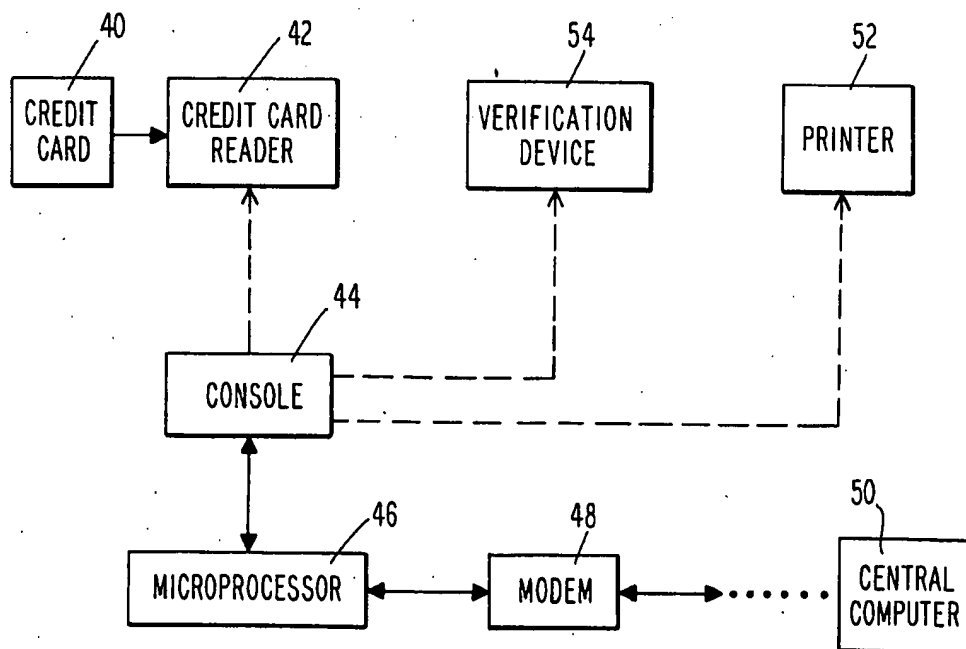 40
42
54
52
CREDIT
CARD
CREDIT CARD
READER
VERIFICATION
DEVICE
PRINTER
44
CONSOLE
46
48
50
MICROPROCESSOR
MODEM
CENTRAL
COMPUTER